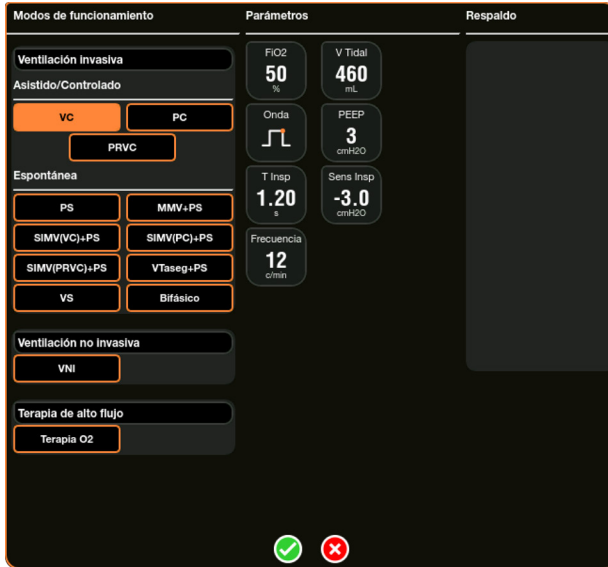 Modos de funcionamiento
Parámetros
Respaldo
Ventilación invasiva
Asistido/Controlado
VC
PC
PRVC
Espontánea
PS
MMV+PS
SIMV(VC)+PS
SIMV(PC)+PS
SIMV(PRVC)+PS
VTaseg+PS
VS
Bifásico
Ventilación no invasiva
VNI
Terapia de alto flujo
Terapia O2
FiO2
50
%
V Tidal
460
mL
Onda
PEEP
3
cmH2O
T Insp
1.20
s
Sens Insp
-3.0
cmH2O
Frecuencia
12
c/min